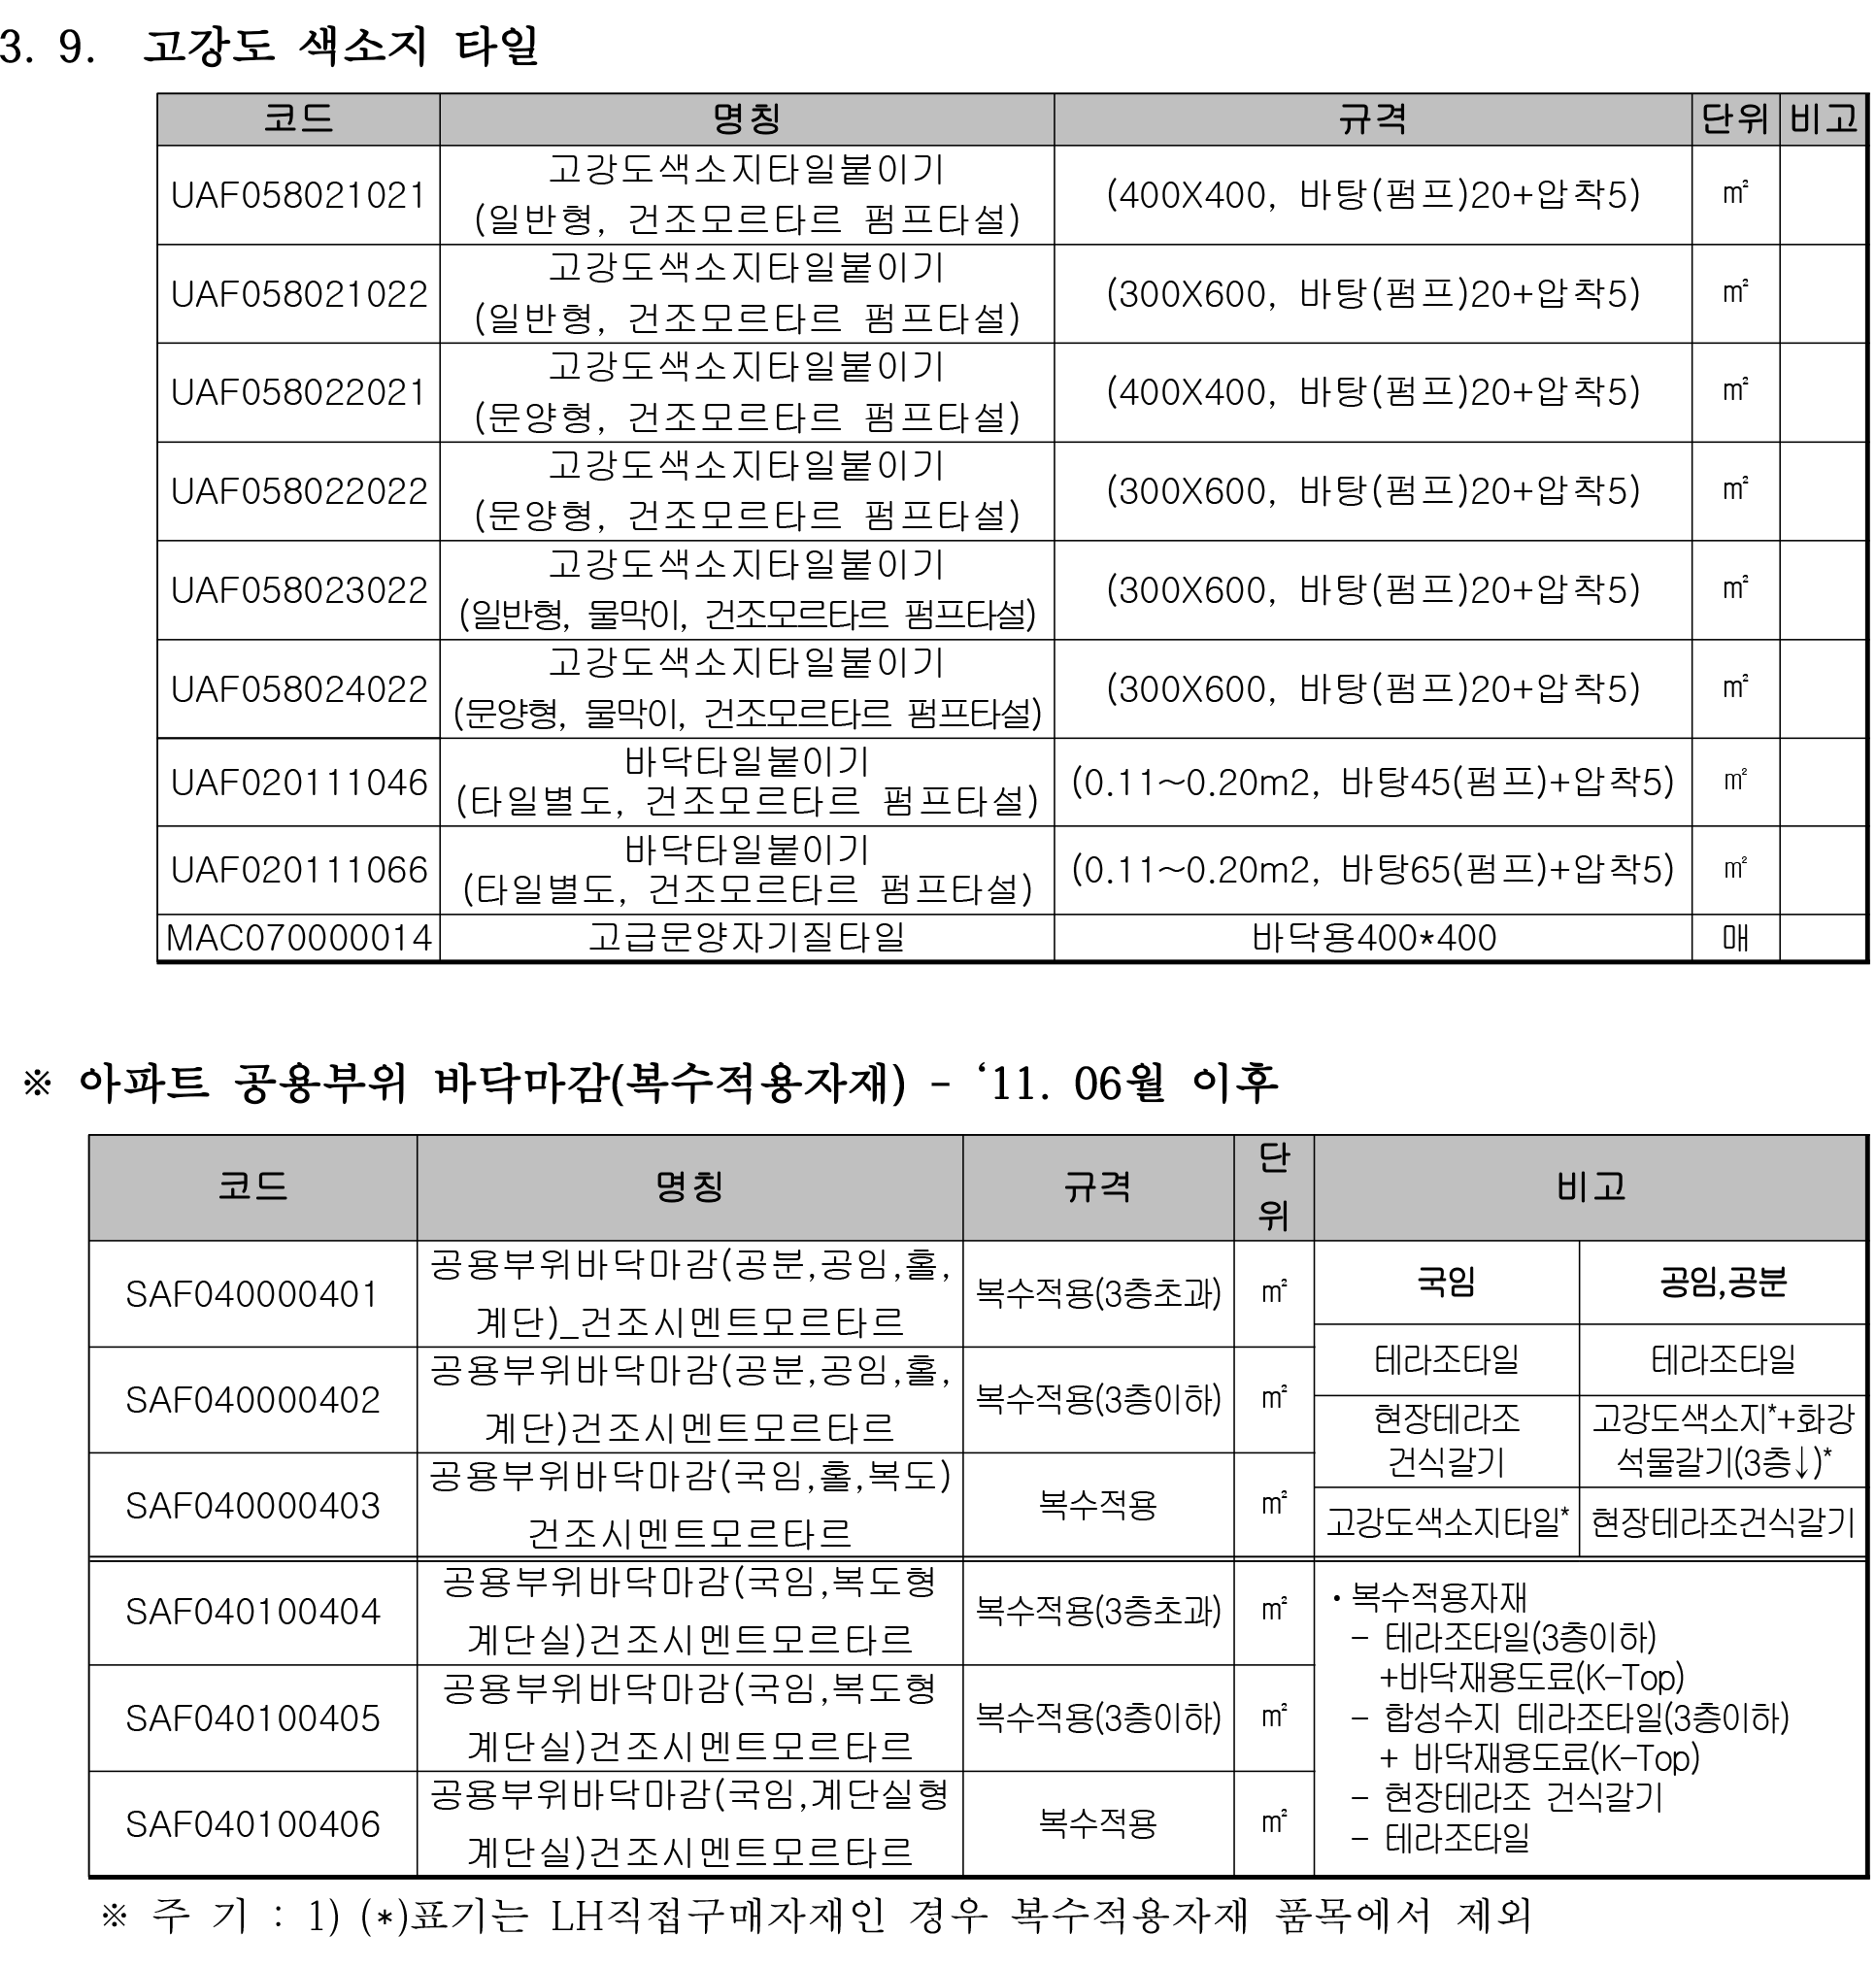 3. 9. 고강도 색소지 타일
코드 명칭 규격 단위 비고
UAF058021021 고강도색소지타일붙이기 (400X400, 바탕(펌프)20+압착5) ㎡
(일반형, 건조모르타르 펌프타설)
UAF058021022 고강도색소지타일붙이기 (300X600, 바탕(펌프)20+압착5) ㎡
(일반형, 건조모르타르 펌프타설)
UAF058022021 고강도색소지타일붙이기 (400X400, 바탕(펌프)20+압착5) ㎡
(문양형, 건조모르타르 펌프타설)
UAF058022022 고강도색소지타일붙이기 (300X600, 바탕(펌프)20+압착5) ㎡
(문양형, 건조모르타르 펌프타설)
UAF058023022 고강도색소지타일붙이기 (300X600, 바탕(펌프)20+압착5) ㎡
(일반형, 물막이, 건조모르타르 펌프타설)
UAF058024022 고강도색소지타일붙이기 (300X600, 바탕(펌프)20+압착5) ㎡
(문양형, 물막이, 건조모르타르 펌프타설)
UAF020111046 바닥타일붙이기 (0.11~0.20m2, 바탕45(펌프)+압착5) ㎡
(타일별도, 건조모르타르 펌프타설)
UAF020111066 바닥타일붙이기 (0.11~0.20m2, 바탕65(펌프)+압착5) ㎡
(타일별도, 건조모르타르 펌프타설)
MAC070000014 고급문양자기질타일 바닥용400*400 매
※ 아파트 공용부위 바닥마감(복수적용자재) - ‘11. 06월 이후
코드 명칭 규격 단 비고
위
SAF040000401 공용부위바닥마감(공분,공임,홀, 복수적용(3층초과) ㎡
계단)_건조시멘트모르타르
SAF040000402 공용부위바닥마감(공분,공임,홀, 복수적용(3층이하) ㎡
계단)건조시멘트모르타르
SAF040000403 공용부위바닥마감(국임,홀,복도) 복수적용 ㎡
건조시멘트모르타르
국임 공임,공분
테라조타일 테라조타일
현장테라조 고강도색소지*+화강
건식갈기 석물갈기(3층↓)*
고강도색소지타일* 현장테라조건식갈기
SAF040100404 공용부위바닥마감(국임,복도형 복수적용(3층초과) ㎡
계단실)건조시멘트모르타르
SAF040100405 공용부위바닥마감(국임,복도형 복수적용(3층이하) ㎡
계단실)건조시멘트모르타르
SAF040100406 공용부위바닥마감(국임,계단실형 복수적용 ㎡
계단실)건조시멘트모르타르
·복수적용자재
- 테라조타일(3층이하)
+바닥재용도료(K-Top)
- 합성수지 테라조타일(3층이하)
+ 바닥재용도료(K-Top)
- 현장테라조 건식갈기
- 테라조타일
※ 주 기 : 1) (*)표기는 LH직접구매자재인 경우 복수적용자재 품목에서 제외